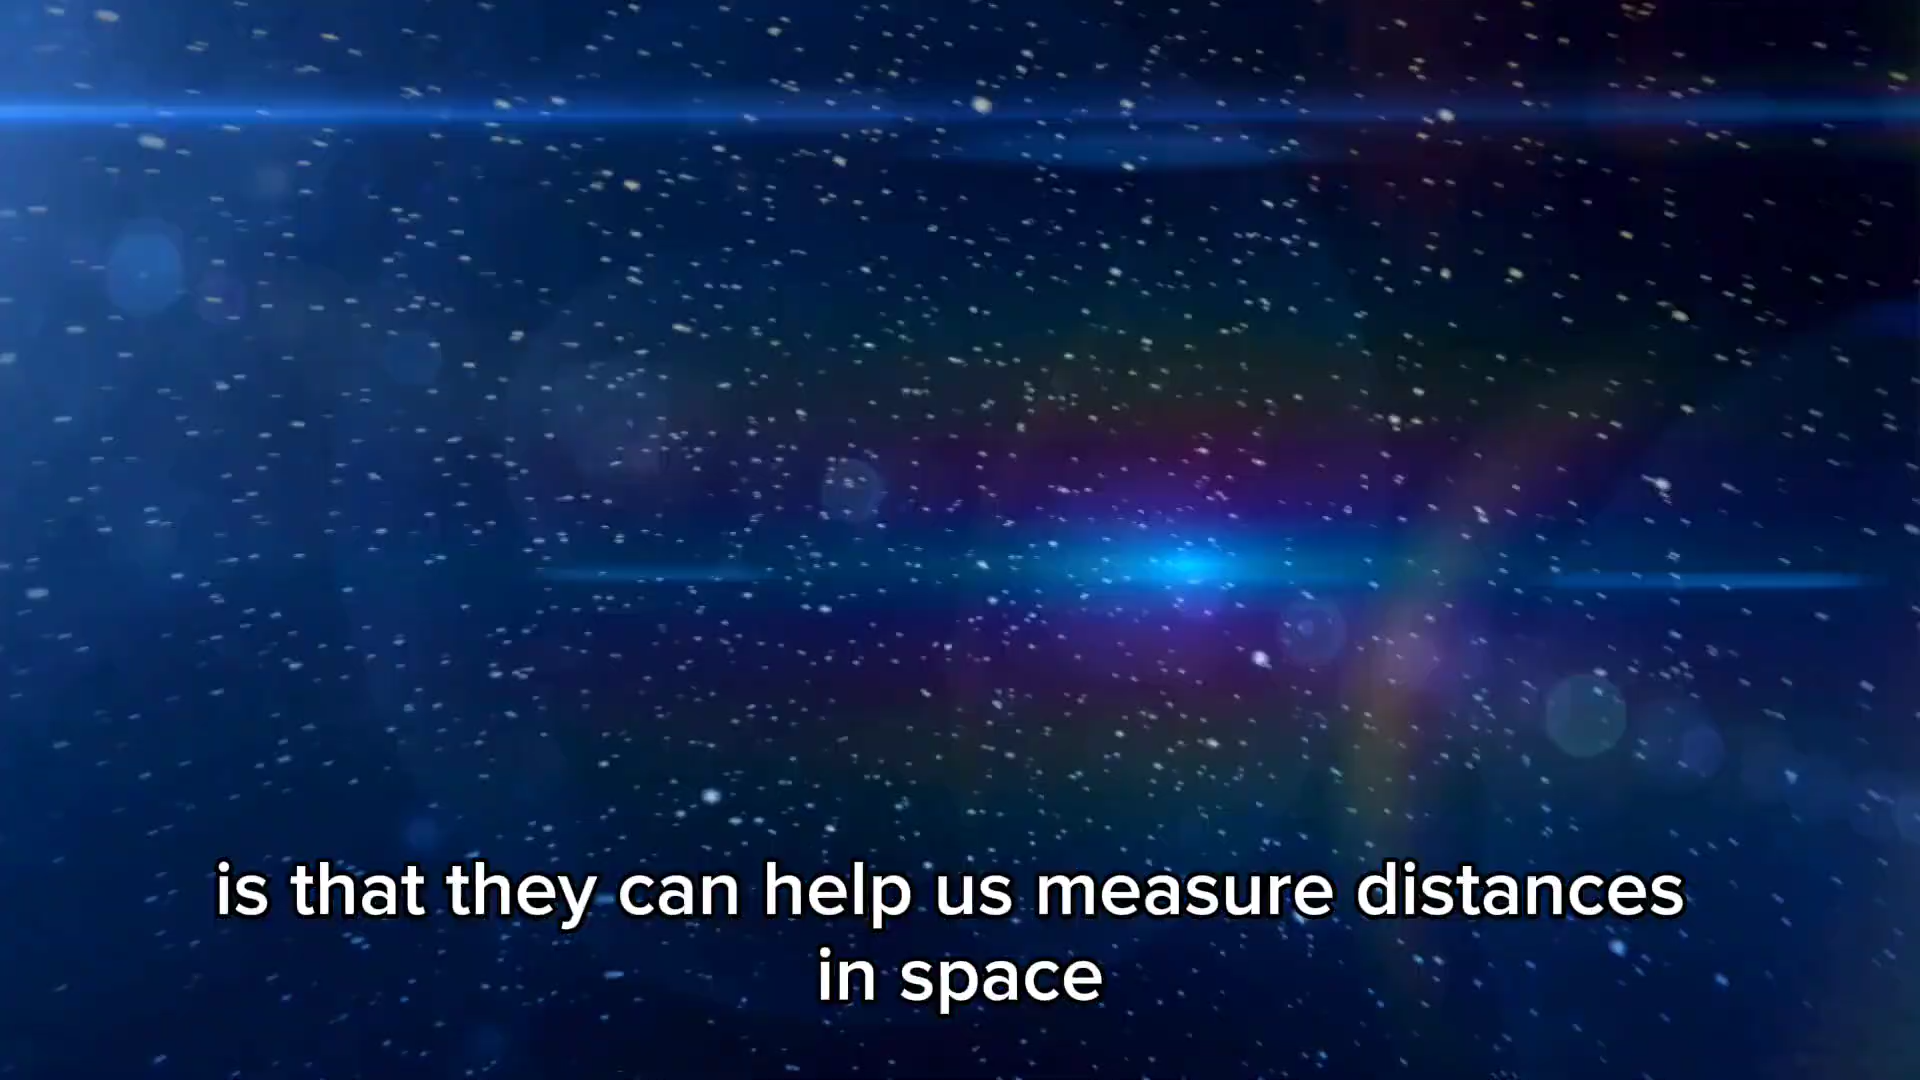 is that they can help us measure distances
in space